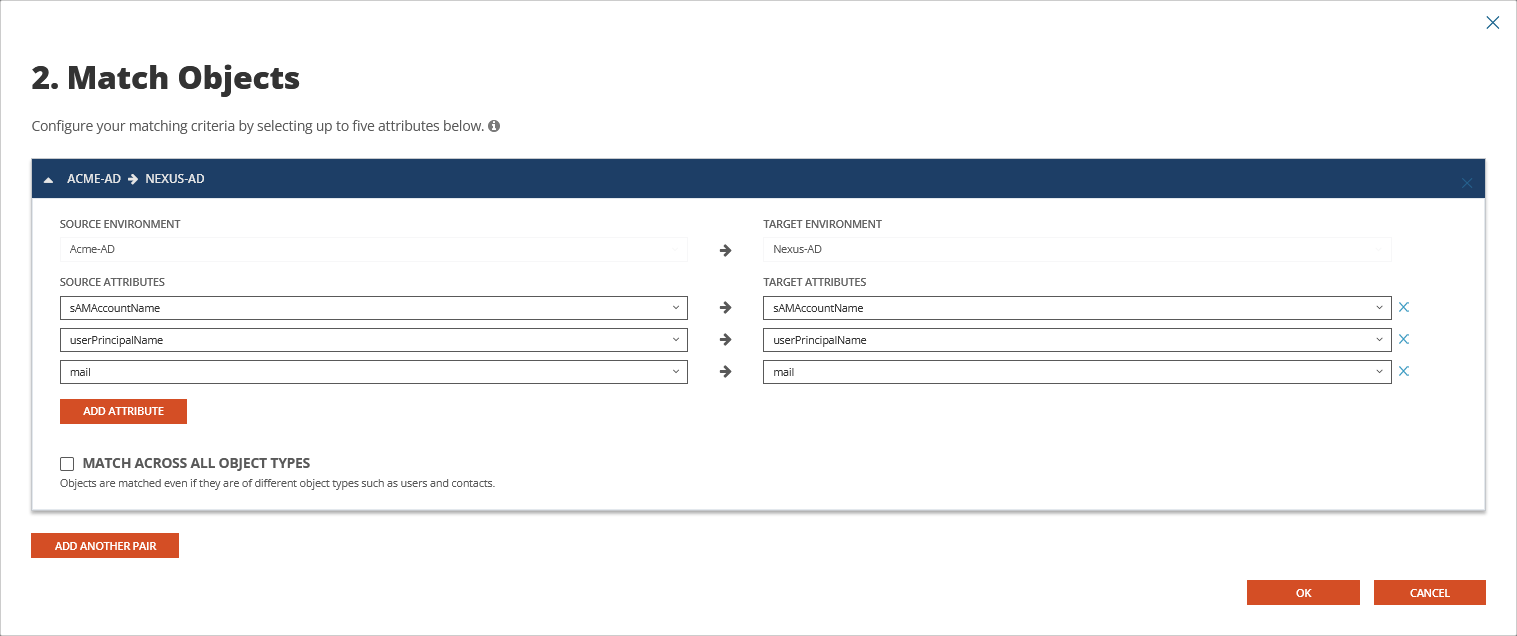 2. Match Objects
Configure your matching criteria by selecting up to five attributes below.
ACME-AD → NEXUS-AD
SOURCE ENVIRONMENT
TARGET ENVIRONMENT
Acme-AD
Nexus-AD
SOURCE ATTRIBUTES
TARGET ATTRIBUTES
sAMAccountName
sAMAccountName
userPrincipalName
userPrincipalName
mail
mail
ADD ATTRIBUTE
MATCH ACROSS ALL OBJECT TYPES
Objects are matched even if they are of different object types such as users and contacts.
ADD ANOTHER PAIR
OK
CANCEL